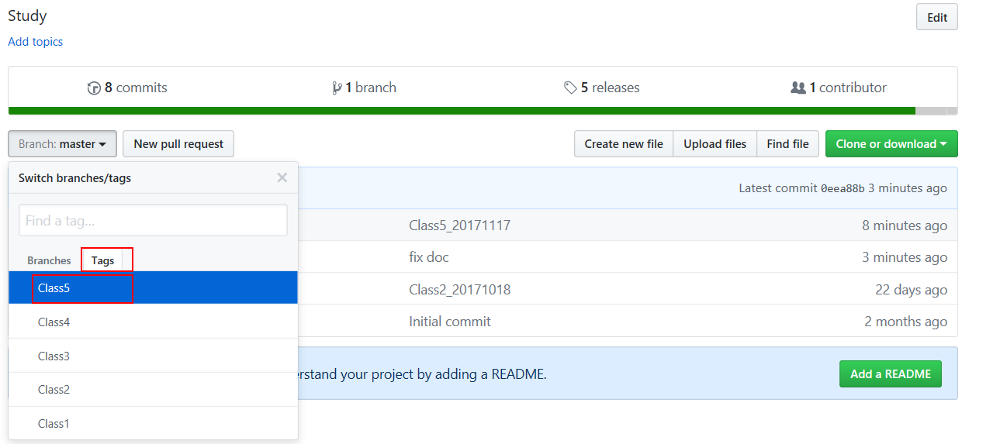 Study
Edit
Add topics
8 commits
1 branch
5 releases
1 contributor
Branch: master
New pull request
Create new file
Upload files
Find file
Clone or download
Switch branches/tags
Latest commit 0eea88b 3 minutes ago
Find a tag...
Class5_20171117
8 minutes ago
Branches
Tags
fix doc
3 minutes ago
Class5
Class2_20171018
22 days ago
Class4
Initial commit
2 months ago
Class3
your project by adding a README.
Add a README
Class2
Class1